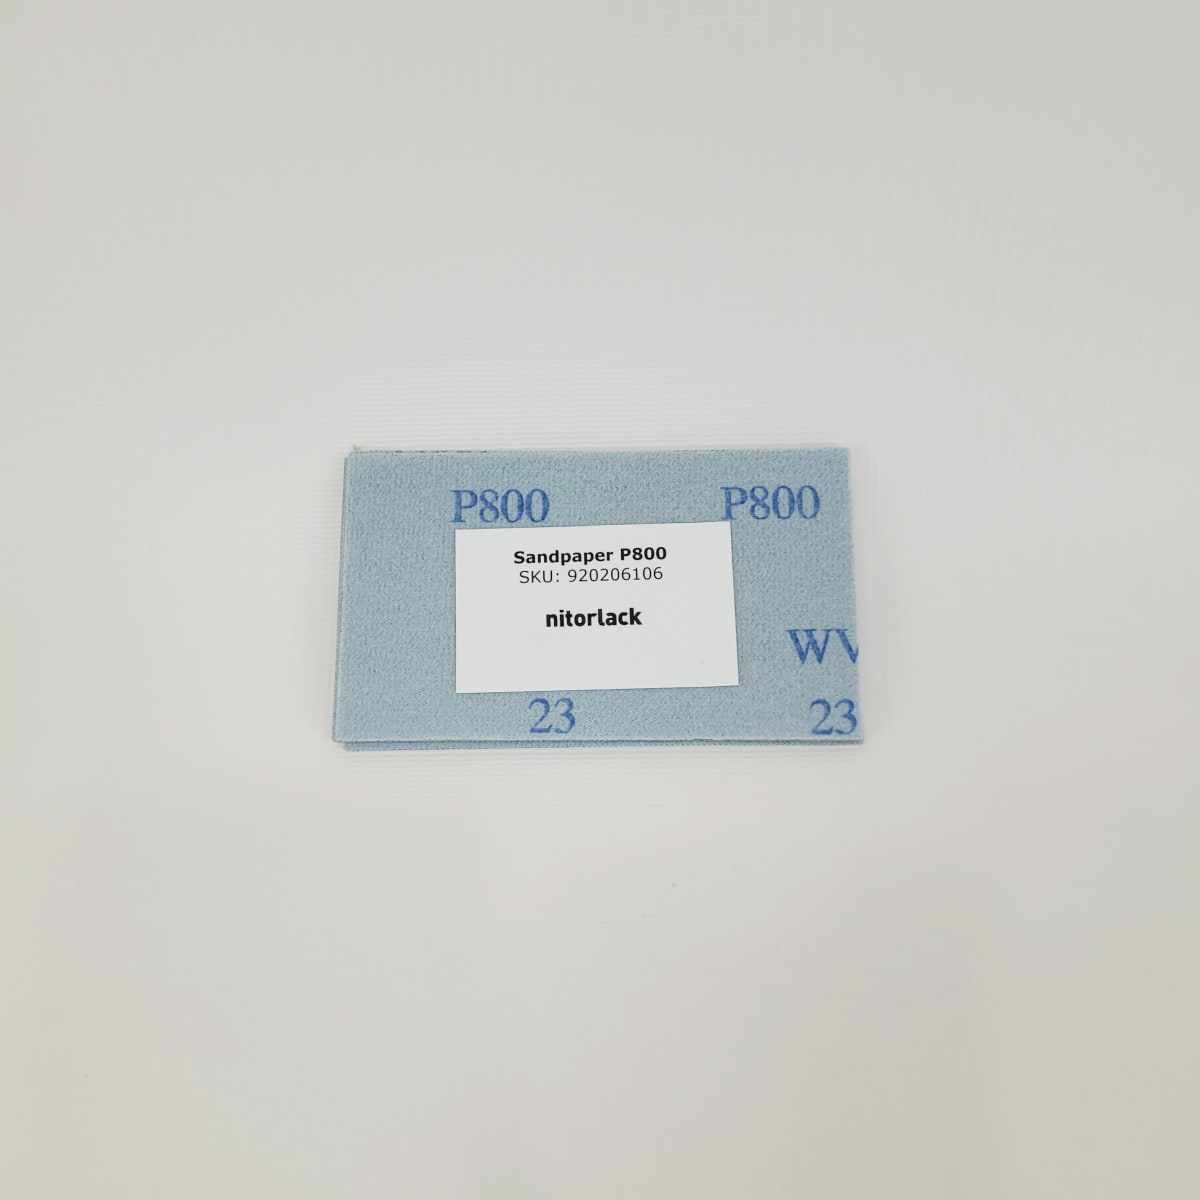 P800 P800
Sandpaper P800
SKU: 920206106
nitorlack
23 23